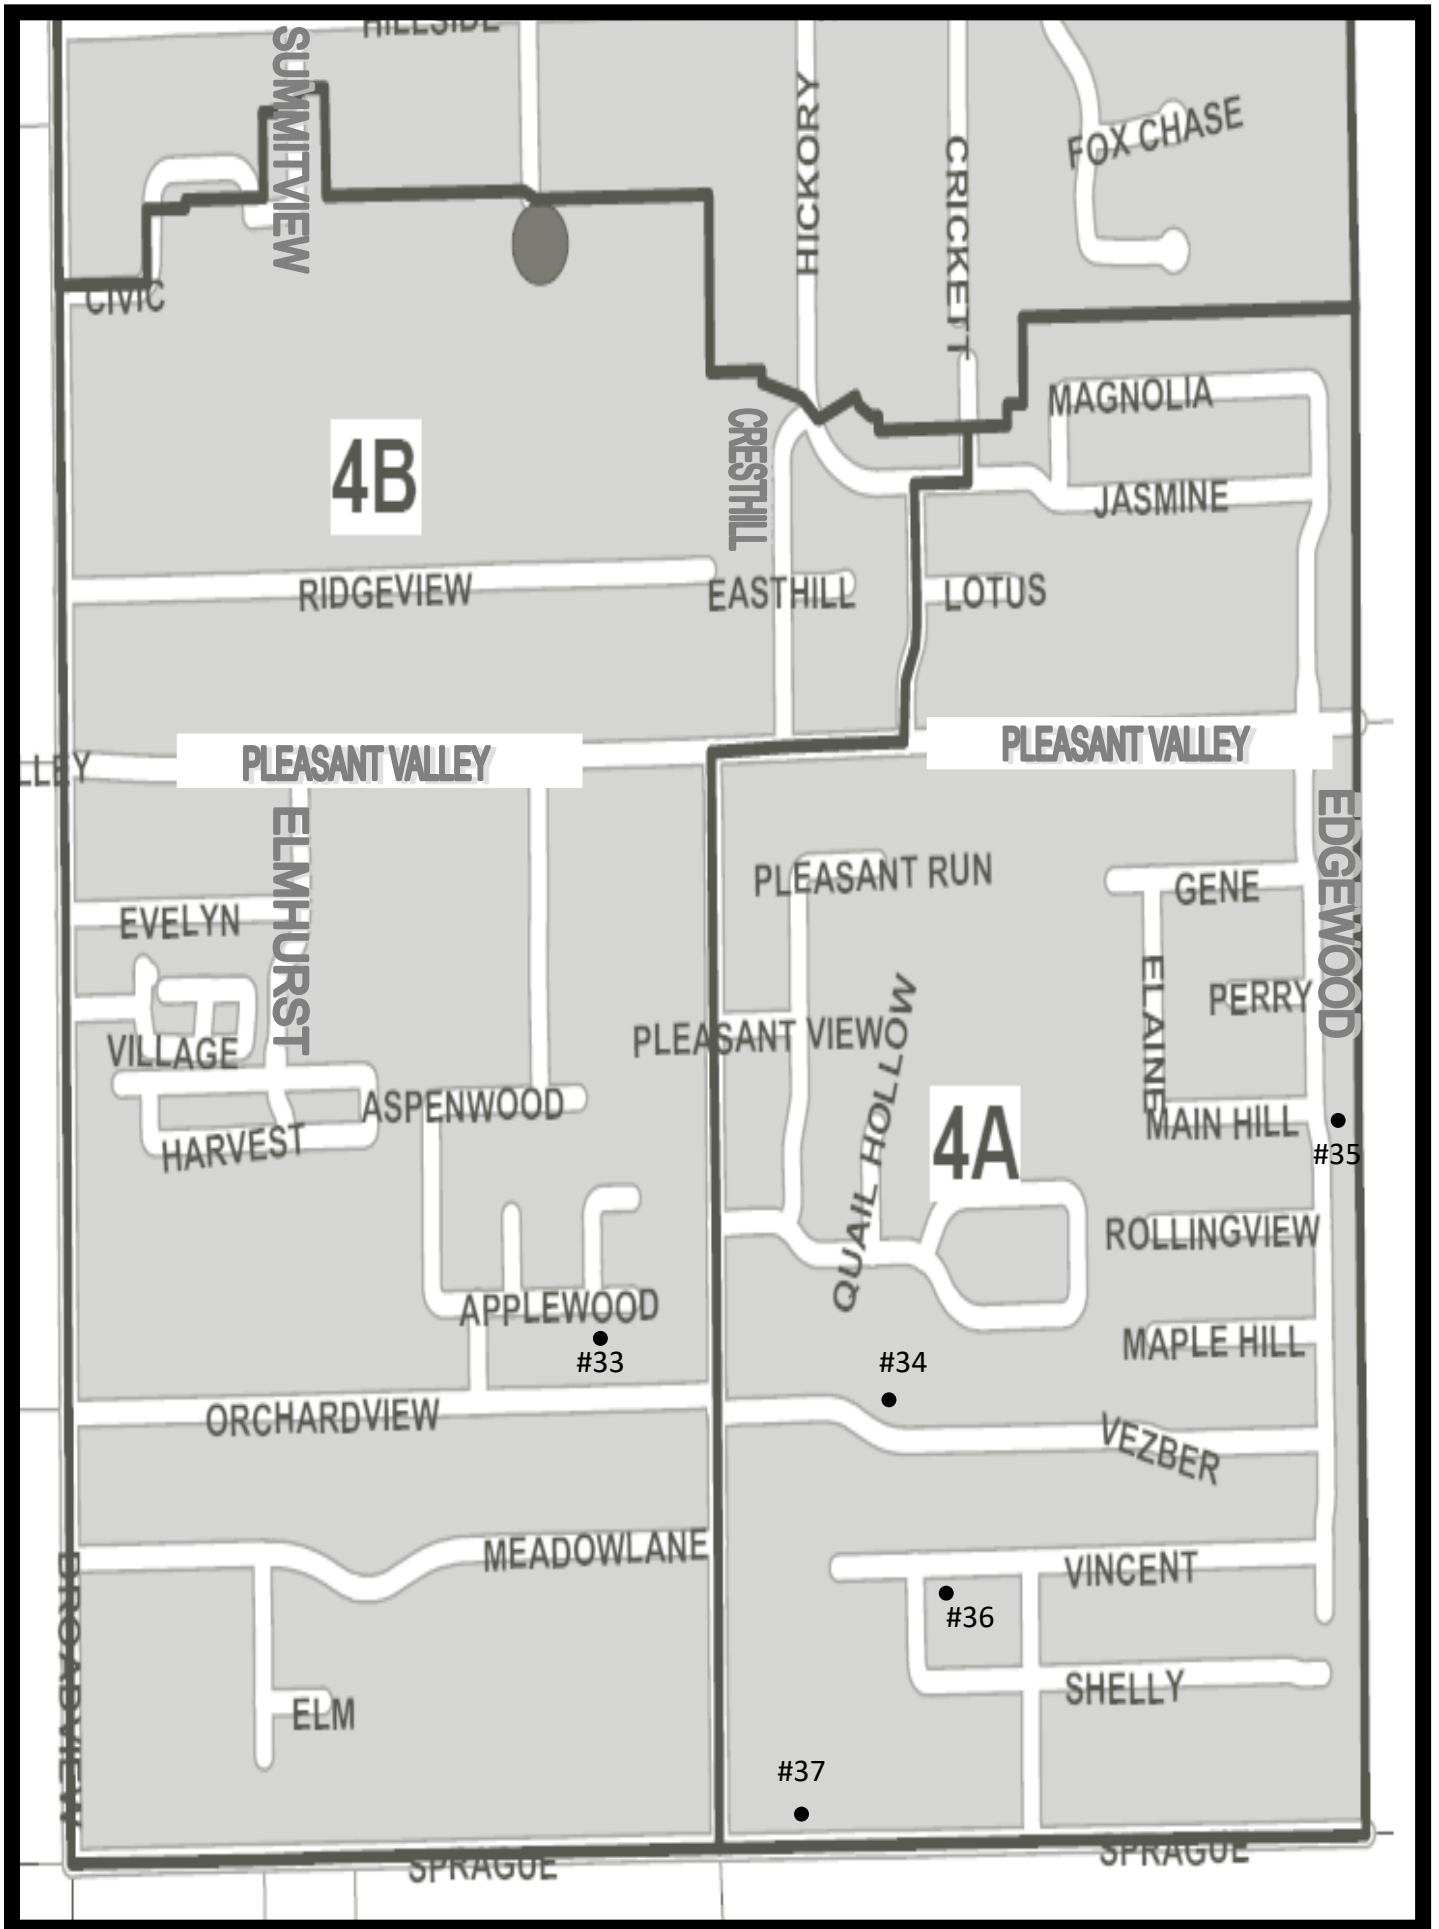 HILLSIDE
SUMMITVIEW
HICKORY
CRICKETT
FOX CHASE
CIVIC
MAGNOLIA
CRESTHILL
4B
JASMINE
RIDGEVIEW
EASTHILL
LOTUS
LLEY
PLEASANT VALLEY
PLEASANT VALLEY
EDGEWOOD
ELMHURST
PLEASANT RUN
GENE
EVELYN
ELAINE
PERRY
QUAIL HOLLOW
PLEASANT VIEW
VILLAGE
ASPENWOOD
4A
MAIN HILL
#35
HARVEST
ROLLINGVIEW
APPLEWOOD
#33
MAPLE HILL
#34
ORCHARDVIEW
VEZBER
MEADOWLANE
VINCENT
BROADVIEW
#36
SHELLY
ELM
#37
SPRAGUE
SPRAGUE